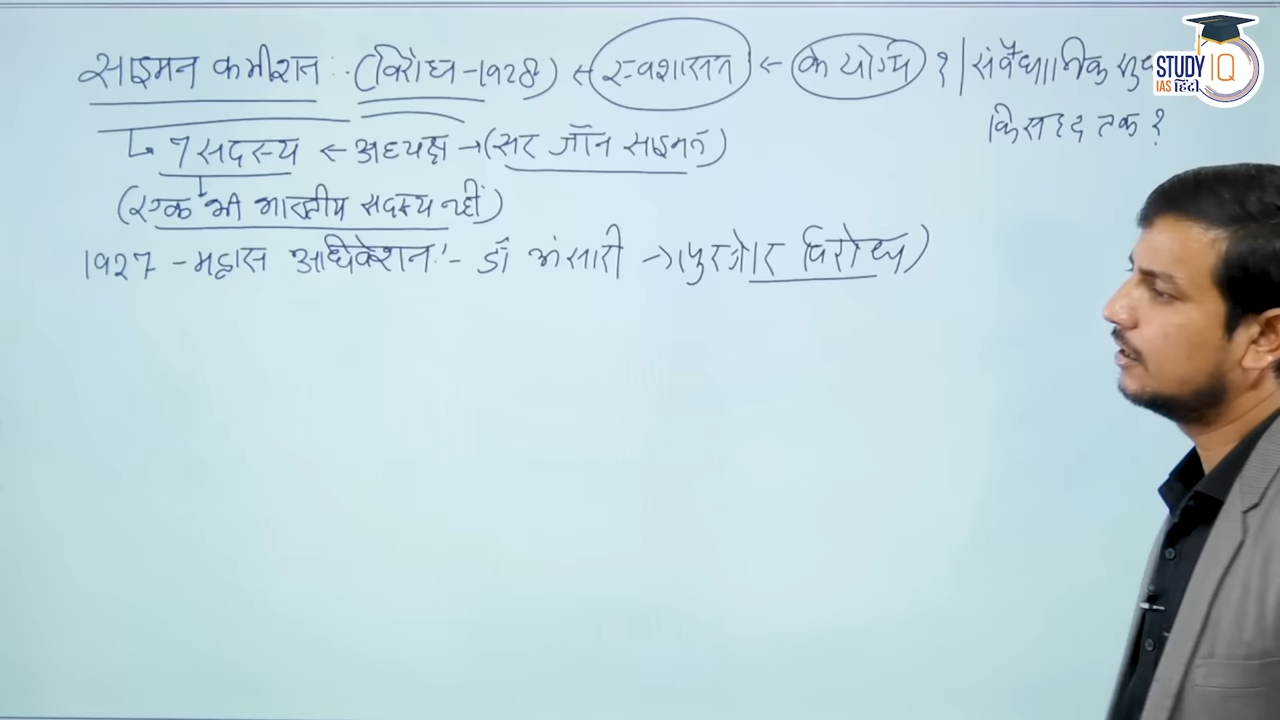 साइमन कमीशन :- (विरोध - 1928) ← स्वशासन ← के योग्य ? | संवैधानिक
किस हद तक ?
↳ 7 सदस्य ← अध्यक्ष → (सर जॉन साइमन)
(एक भी भारतीय सदस्य नहीं)
1927 - मद्रास अधिवेशन :- डॉ अंसारी → (पुरजोर विरोध)
STUDY IQ
IAS हिंदी